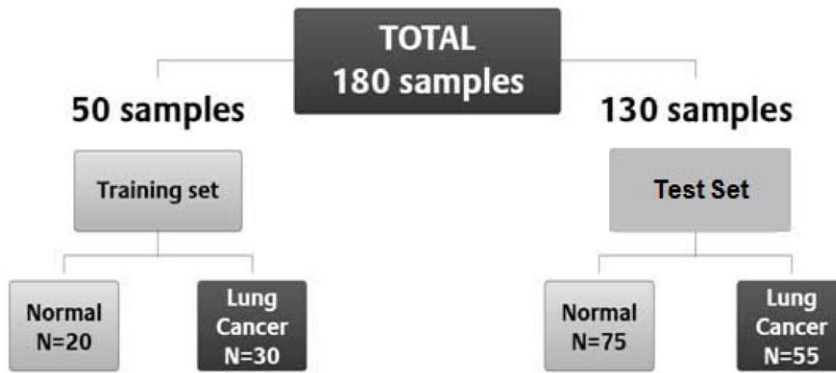 TOTAL
180 samples
50 samples
130 samples
Training set
Test Set
Normal
N=20
Lung
Cancer
N=30
Normal
N=75
Lung
Cancer
N=55